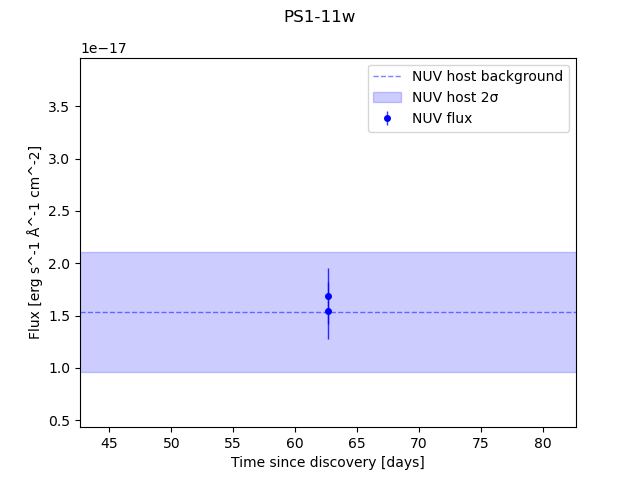 PS1-11w
1e−17
NUV host background
NUV host 2σ
NUV flux
3.5
3.0
2.5
2.0
1.5
1.0
0.5
Flux [erg s^-1 Å^-1 cm^-2]
45 50 55 60 65 70 75 80
Time since discovery [days]